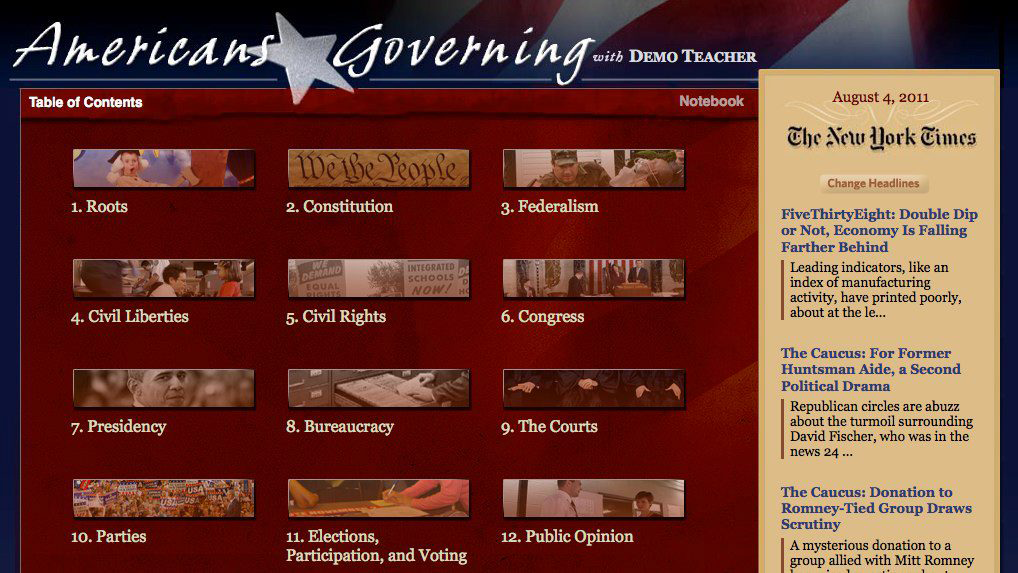 Americans Governing with DEMO TEACHER
Table of Contents
Notebook
We the People
1. Roots
2. Constitution
3. Federalism
WE DEMAND EQUAL RIGHTS
INTEGRATED SCHOOLS NOW!
4. Civil Liberties
5. Civil Rights
6. Congress
7. Presidency
8. Bureaucracy
9. The Courts
USA
USA
10. Parties
11. Elections,
Participation, and Voting
12. Public Opinion
August 4, 2011
The New York Times
Change Headlines
FiveThirtyEight: Double Dip
or Not, Economy Is Falling
Farther Behind
Leading indicators, like an
index of manufacturing
activity, have printed poorly,
about at the le...
The Caucus: For Former
Huntsman Aide, a Second
Political Drama
Republican circles are abuzz
about the turmoil surrounding
David Fischer, who was in the
news 24 ...
The Caucus: Donation to
Romney-Tied Group Draws
Scrutiny
A mysterious donation to a
group allied with Mitt Romney